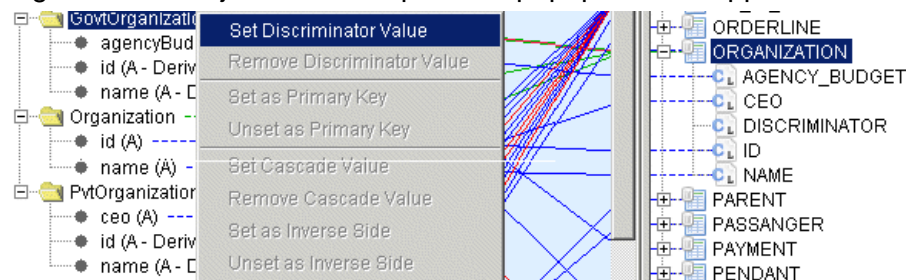 GovtOrganizatio
agencyBud
id (A - Deriv
name (A - D
Organization
id (A)
name (A)
PvtOrganization
ceo (A)
id (A - Deriv
name (A - D
Set Discriminator Value
Remove Discriminator Value
Set as Primary Key
Unset as Primary Key
Set Cascade Value
Remove Cascade Value
Set as Inverse Side
Unset as Inverse Side
ORDERLINE
ORGANIZATION
AGENCY_BUDGET
CEO
DISCRIMINATOR
ID
NAME
PARENT
PASSANGER
PAYMENT
PENDANT